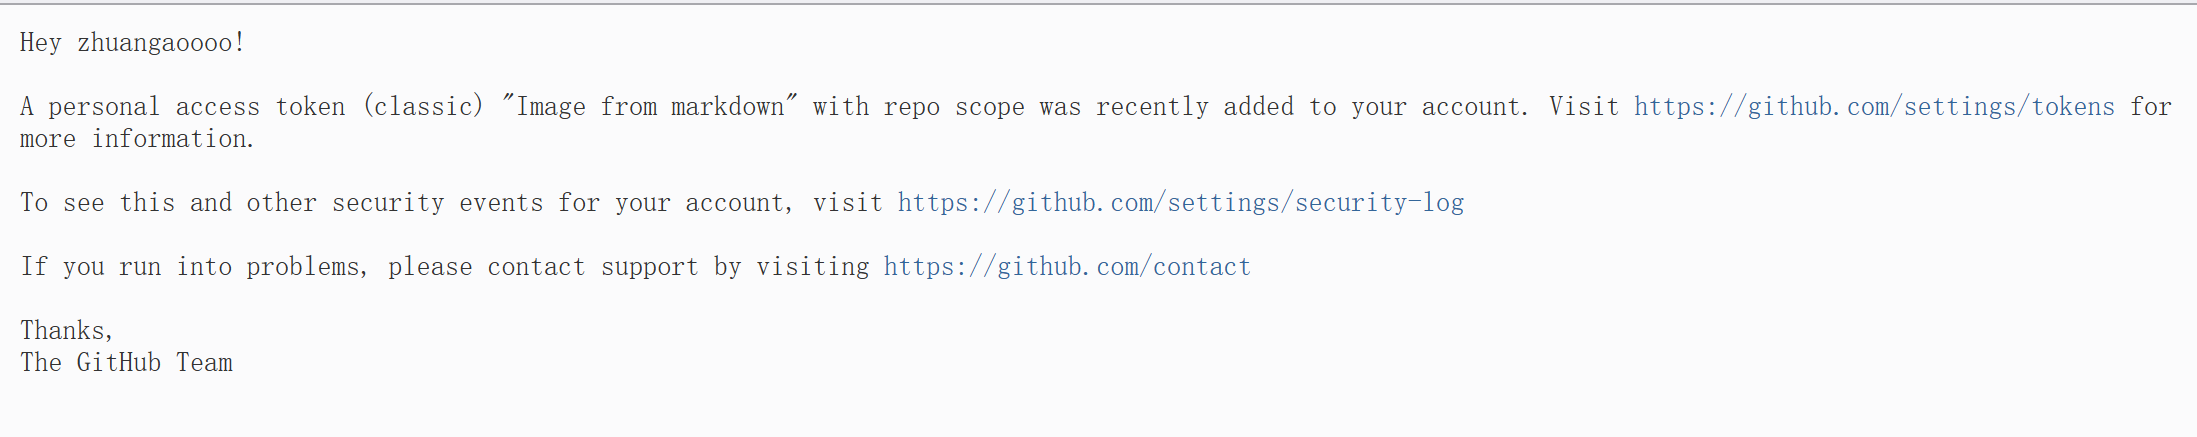 Hey zhuangaoooo!
A personal access token (classic) "Image from markdown" with repo scope was recently added to your account. Visit https://github.com/settings/tokens for
more information.
To see this and other security events for your account, visit https://github.com/settings/security-log
If you run into problems, please contact support by visiting https://github.com/contact
Thanks,
The GitHub Team